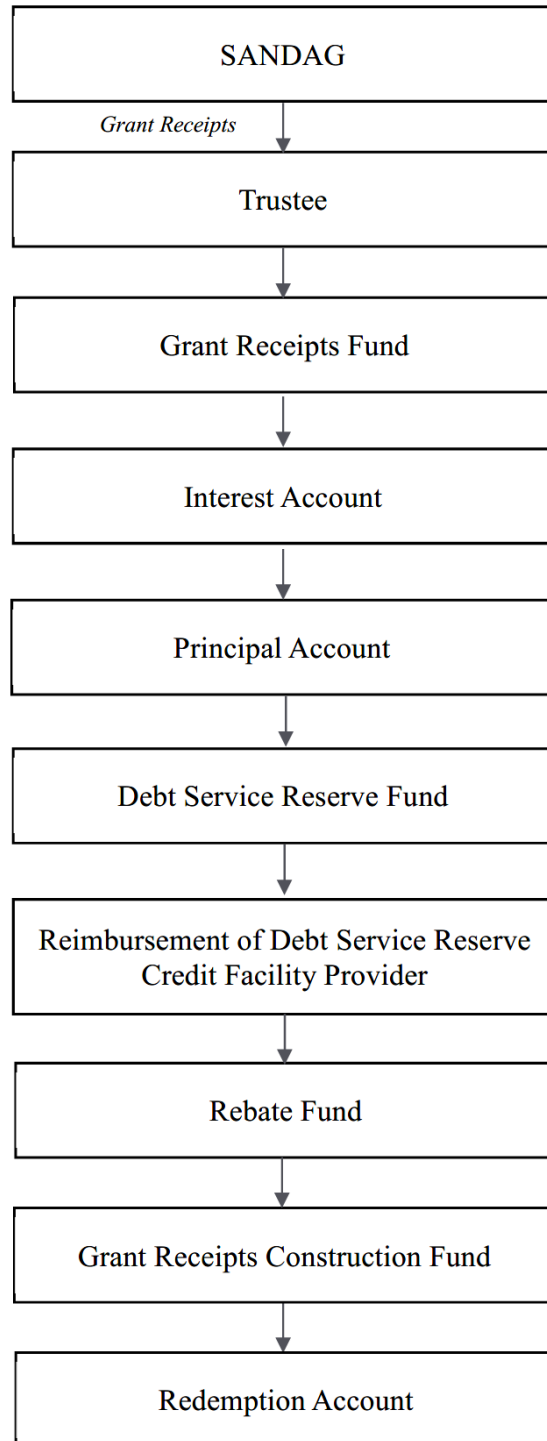 SANDAG
Grant Receipts
Trustee
Grant Receipts Fund
Interest Account
Principal Account
Debt Service Reserve Fund
Reimbursement of Debt Service Reserve
Credit Facility Provider
Rebate Fund
Grant Receipts Construction Fund
Redemption Account